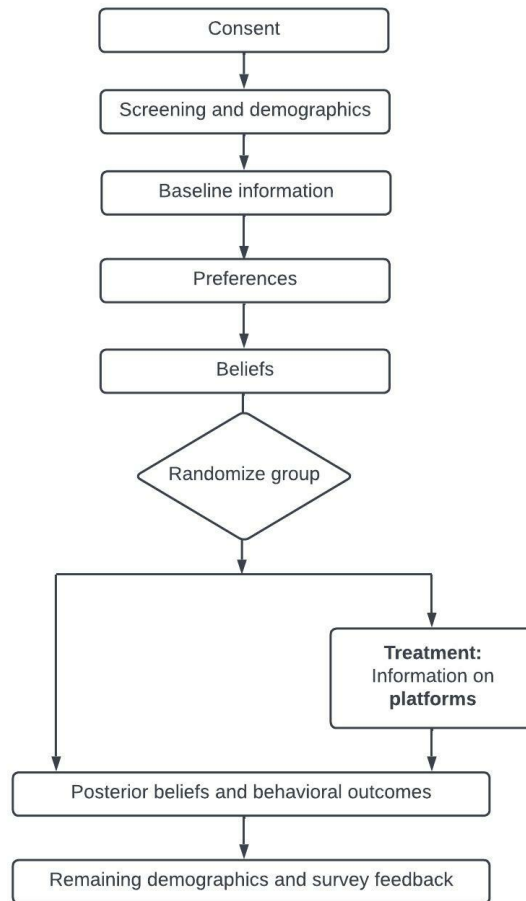 Consent
Screening and demographics
Baseline information
Preferences
Beliefs
Randomize group
Treatment:
Information on
platforms
Posterior beliefs and behavioral outcomes
Remaining demographics and survey feedback